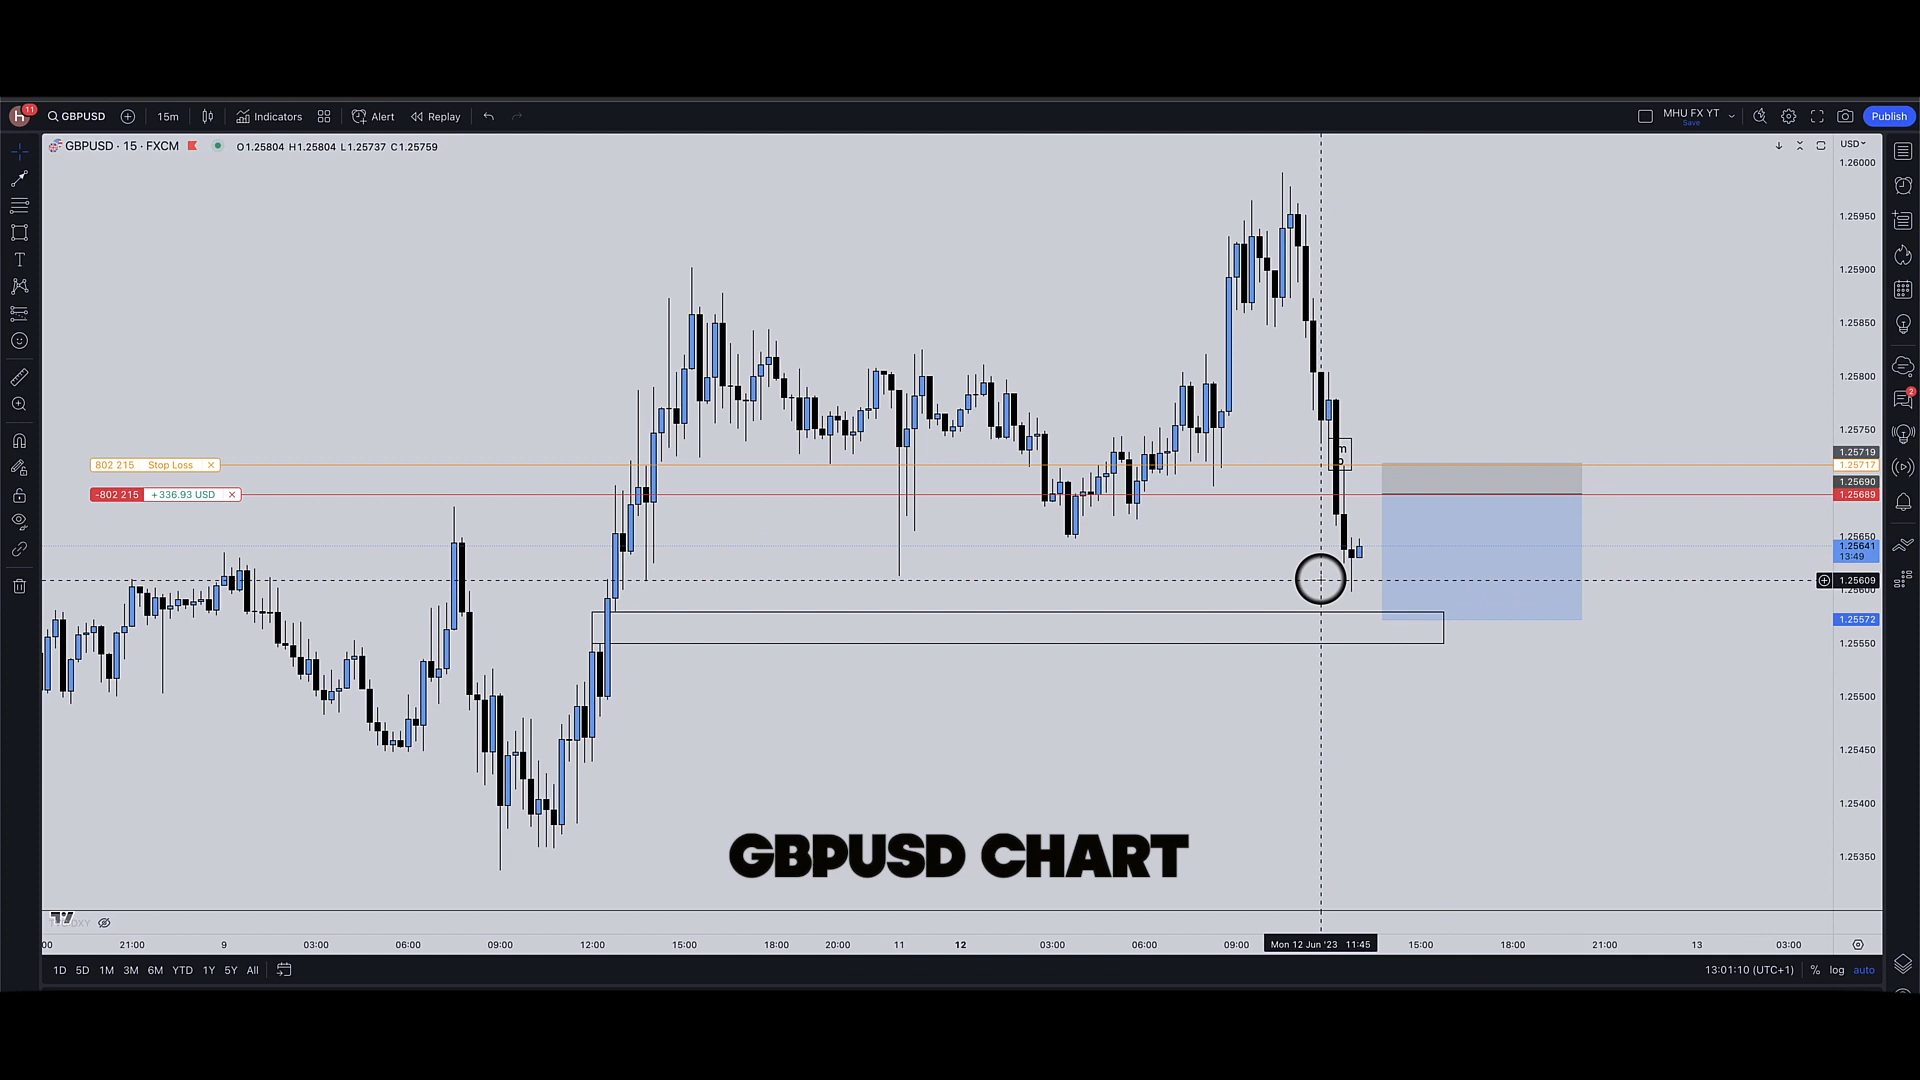 h 11 GBPUSD 15m Indicators Alert Replay MHU FX YT Save Publish
GBPUSD · 15 · FXCM O1.25804 H1.25804 L1.25737 C1.25759 USD
1.26000
1.25950
1.25900
1.25850
1.25800
1.25750
m
1.25719
802 215 Stop Loss × 1.25717
1.25690
-802 215 +336.93 USD × 1.25689
1.25650
1.25641
13:49
1.25609
1.25600
1.25572
1.25550
1.25500
1.25450
1.25400
1.25350
2
GBPUSD CHART
:00 21:00 9 03:00 06:00 09:00 12:00 15:00 18:00 20:00 11 12 03:00 06:00 09:00 Mon 12 Jun '23 11:45 15:00 18:00 21:00 13 03:00
1D 5D 1M 3M 6M YTD 1Y 5Y All 13:01:10 (UTC+1) % log auto